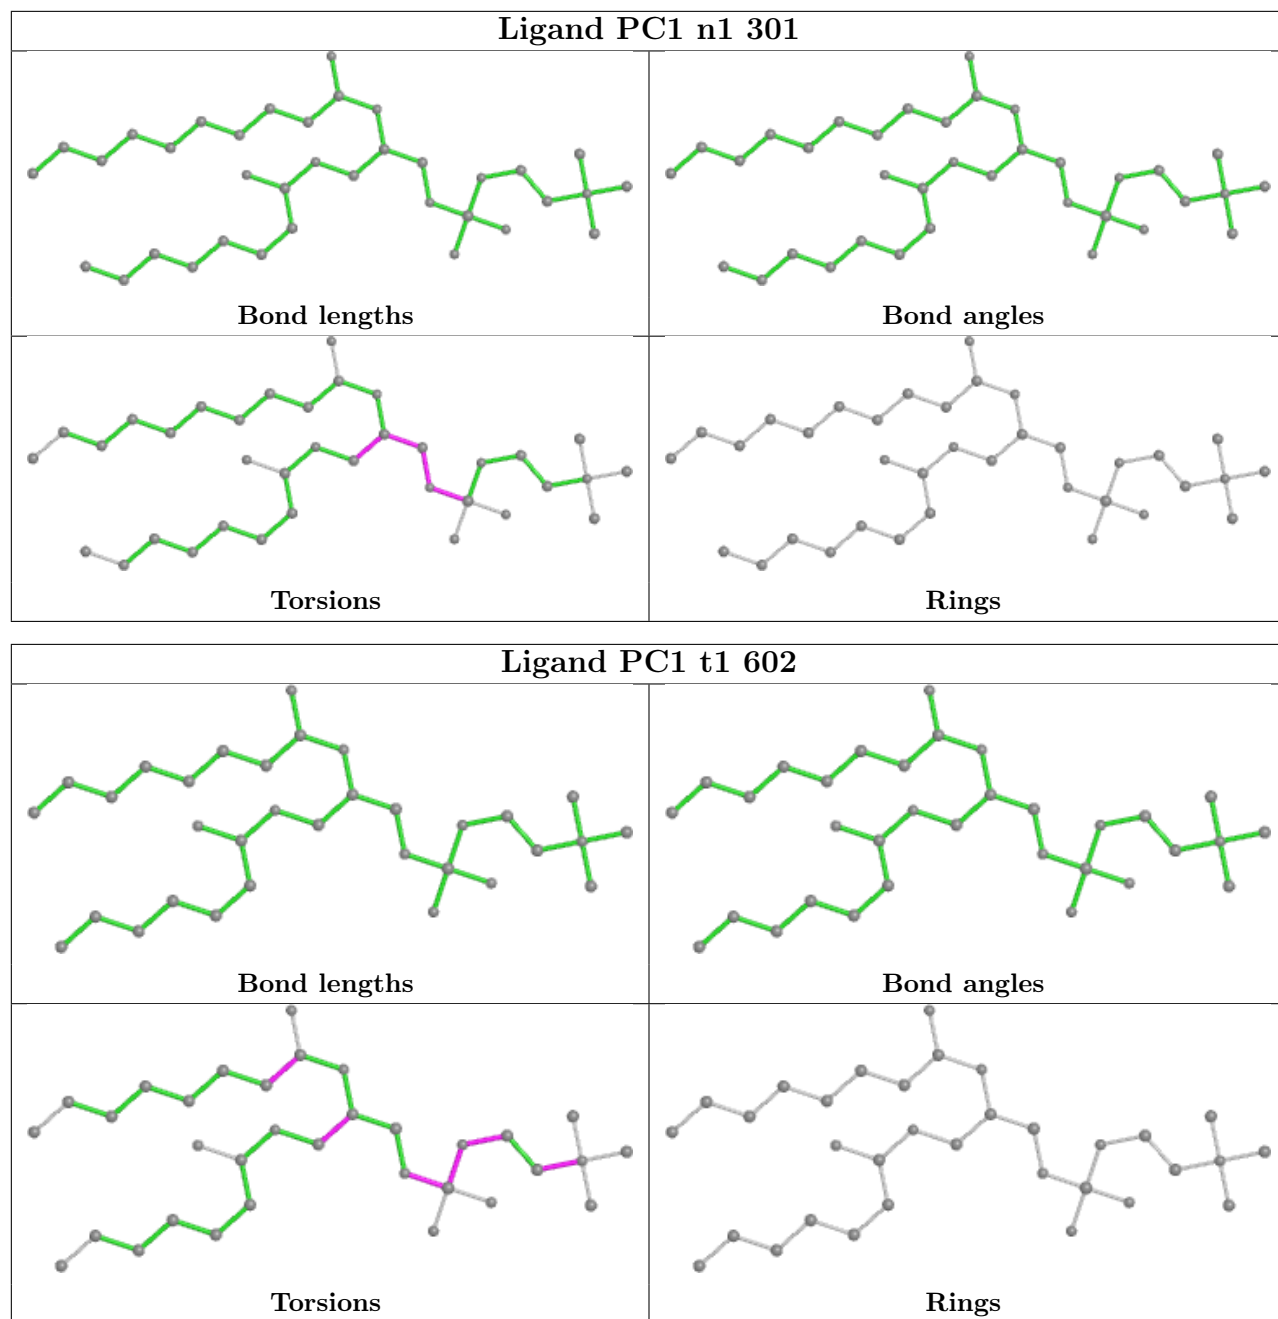 Ligand PC1 n1 301
Bond lengths
Bond angles
Torsions
Rings
Ligand PC1 t1 602
Bond lengths
Bond angles
Torsions
Rings